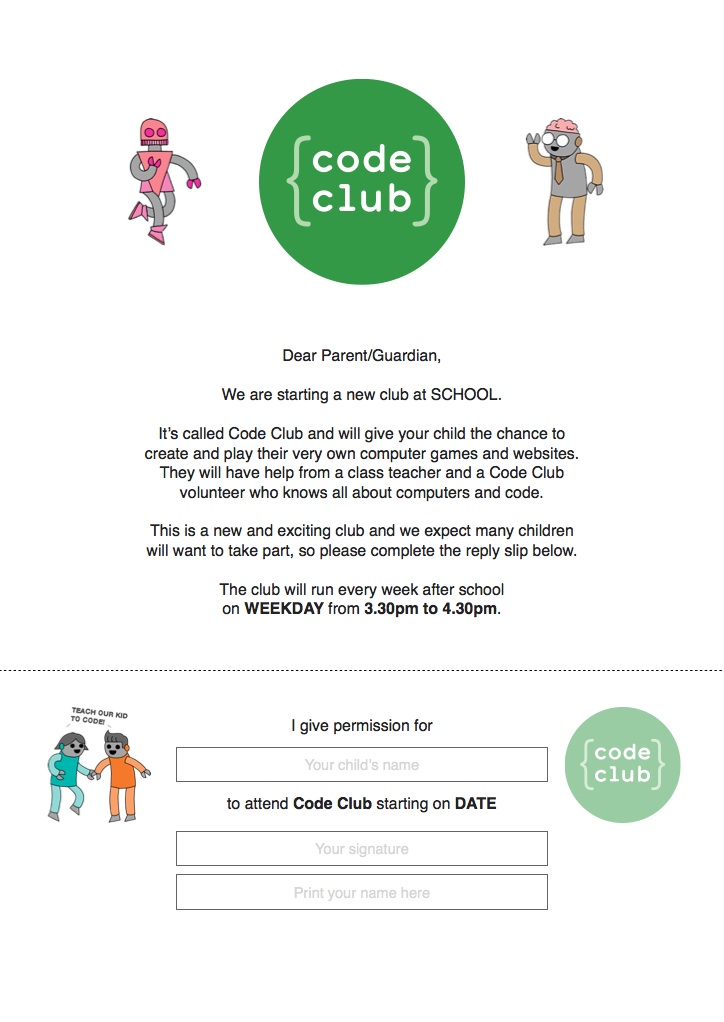 {code
club}
Dear Parent/Guardian,
We are starting a new club at SCHOOL.
It’s called Code Club and will give your child the chance to
create and play their very own computer games and websites.
They will have help from a class teacher and a Code Club
volunteer who knows all about computers and code.
This is a new and exciting club and we expect many children
will want to take part, so please complete the reply slip below.
The club will run every week after school
on WEEKDAY from 3.30pm to 4.30pm.
TEACH OUR KID
TO CODE!
I give permission for
Your child’s name
to attend Code Club starting on DATE
Your signature
Print your name here
{code
club}